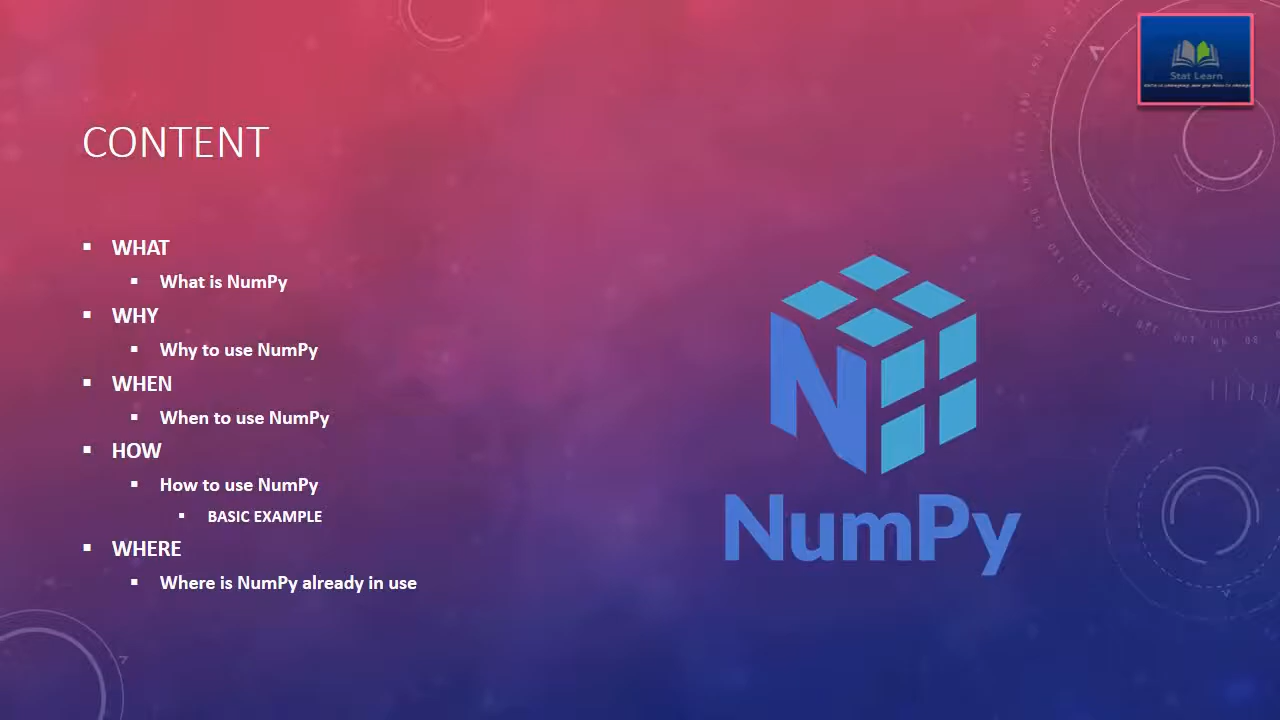 Stat Learn
CONTENT
WHAT
What is NumPy
WHY
Why to use NumPy
WHEN
When to use NumPy
HOW
How to use NumPy
BASIC EXAMPLE
WHERE
Where is NumPy already in use
NumPy